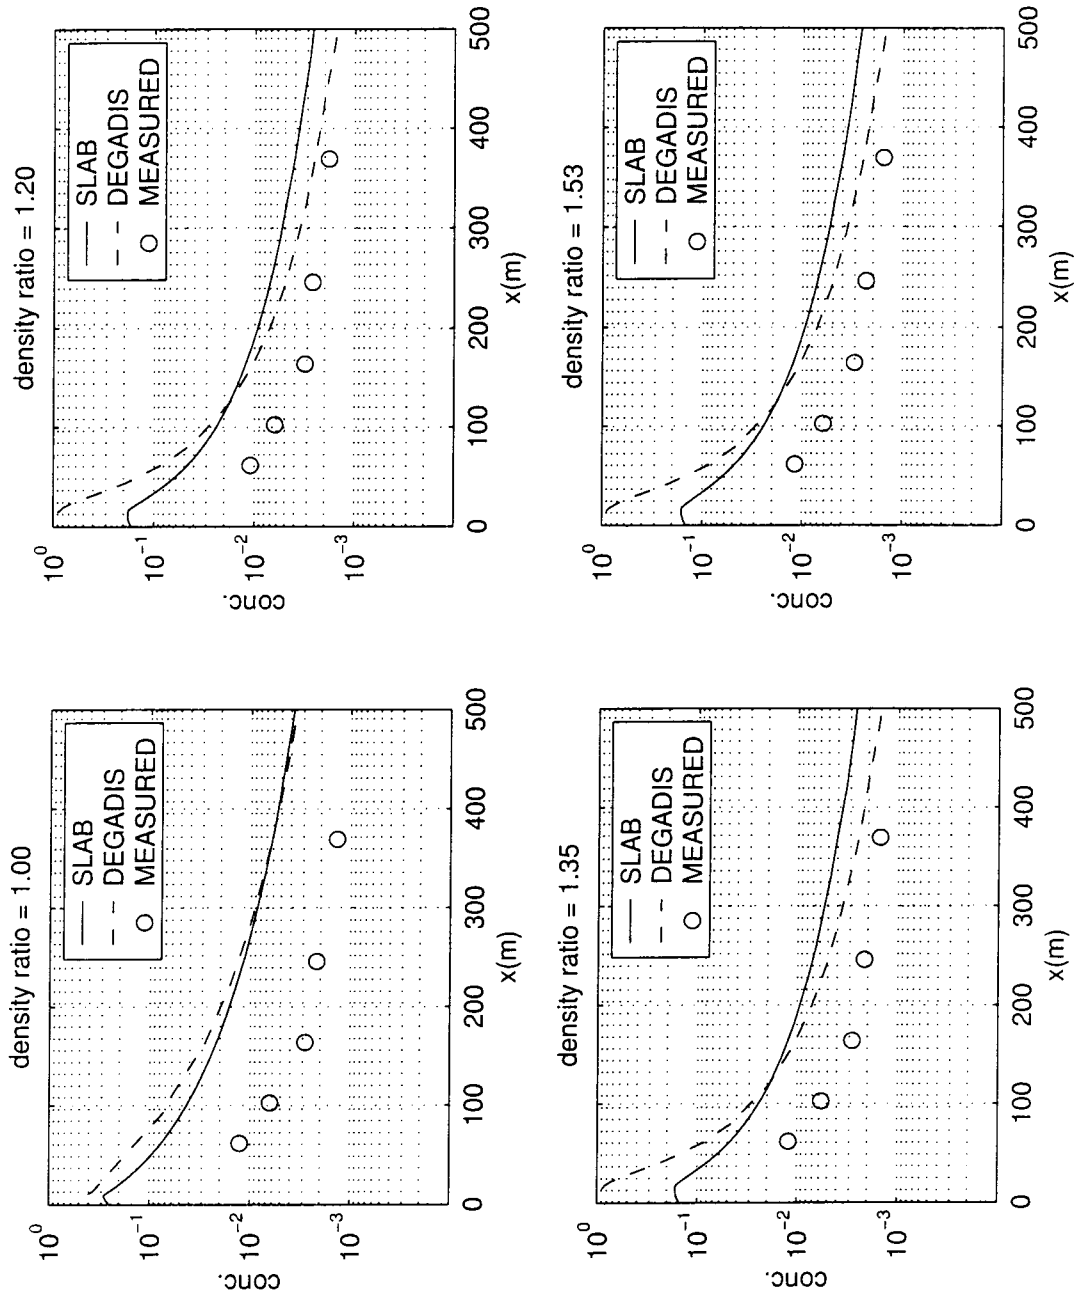 density ratio = 1.00
10^0
10^-1
10^-2
10^-3
conc.
SLAB
DEGADIS
MEASURED
0
100
200
300
400
500
x(m)
density ratio = 1.20
10^0
10^-1
10^-2
10^-3
conc.
SLAB
DEGADIS
MEASURED
0
100
200
300
400
500
x(m)
density ratio = 1.35
10^0
10^-1
10^-2
10^-3
conc.
SLAB
DEGADIS
MEASURED
0
100
200
300
400
500
x(m)
density ratio = 1.53
10^0
10^-1
10^-2
10^-3
conc.
SLAB
DEGADIS
MEASURED
0
100
200
300
400
500
x(m)